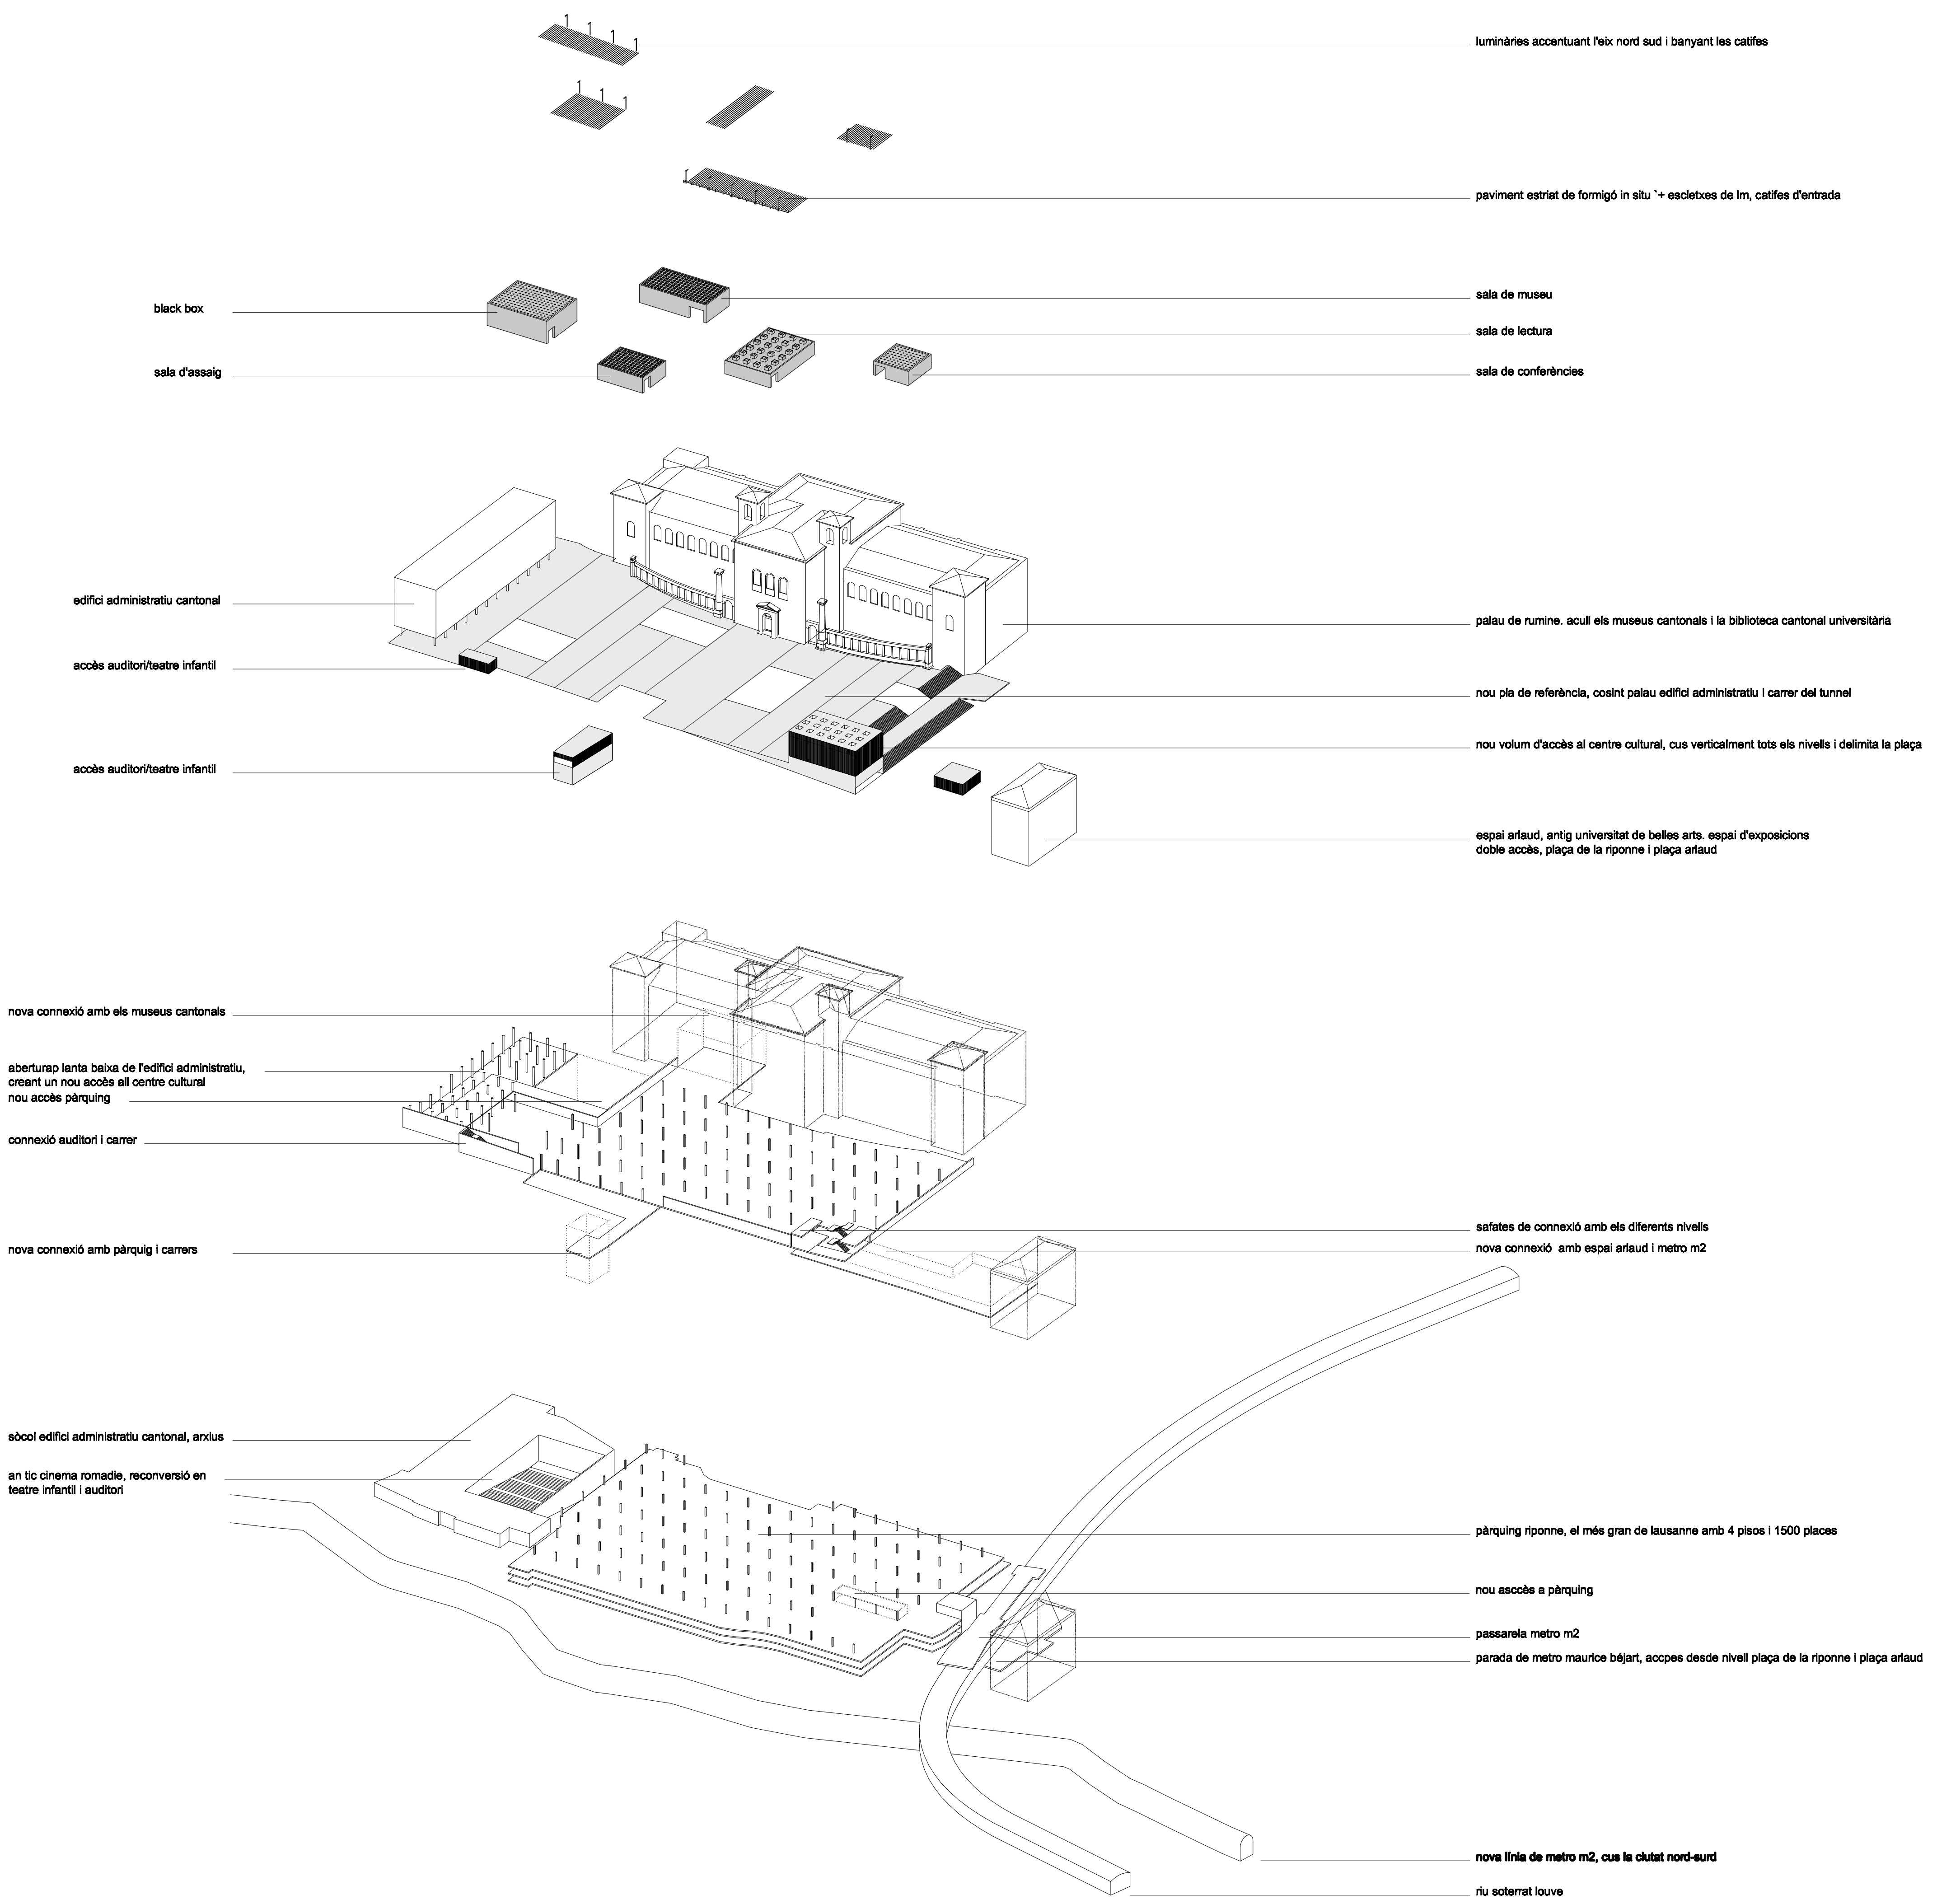 luminàries accentuant l'eix nord sud i banyant les catifes
paviment estriat de formigó in situ `+ escletxes de lm, catifes d'entrada
black box
sala de museu
sala de lectura
sala d'assaig
sala de conferències
edifici administratiu cantonal
palau de rumine. acull els museus cantonals i la biblioteca cantonal universitària
accès auditori/teatre infantil
nou pla de referència, cosint palau edifici administratiu i carrer del tunnel
nou volum d'accès al centre cultural, cus verticalment tots els nivells i delimita la plaça
accès auditori/teatre infantil
espai arlaud, antig universitat de belles arts. espai d'exposicions
doble accès, plaça de la riponne i plaça arlaud
nova connexió amb els museus cantonals
aberturap lanta baixa de l'edifici administratiu,
creant un nou accès all centre cultural
nou accès pàrquing
connexió auditori i carrer
safates de connexió amb els diferents nivells
nova connexió amb pàrquig i carrers
nova connexió  amb espai arlaud i metro m2
sòcol edifici administratiu cantonal, arxius
an tic cinema romadie, reconversió en
teatre infantil i auditori
pàrquing riponne, el més gran de lausanne amb 4 pisos i 1500 places
nou asccès a pàrquing
passarela metro m2
parada de metro maurice béjart, accpes desde nivell plaça de la riponne i plaça arlaud
nova línia de metro m2, cus la ciutat nord-surd
riu soterrat louve